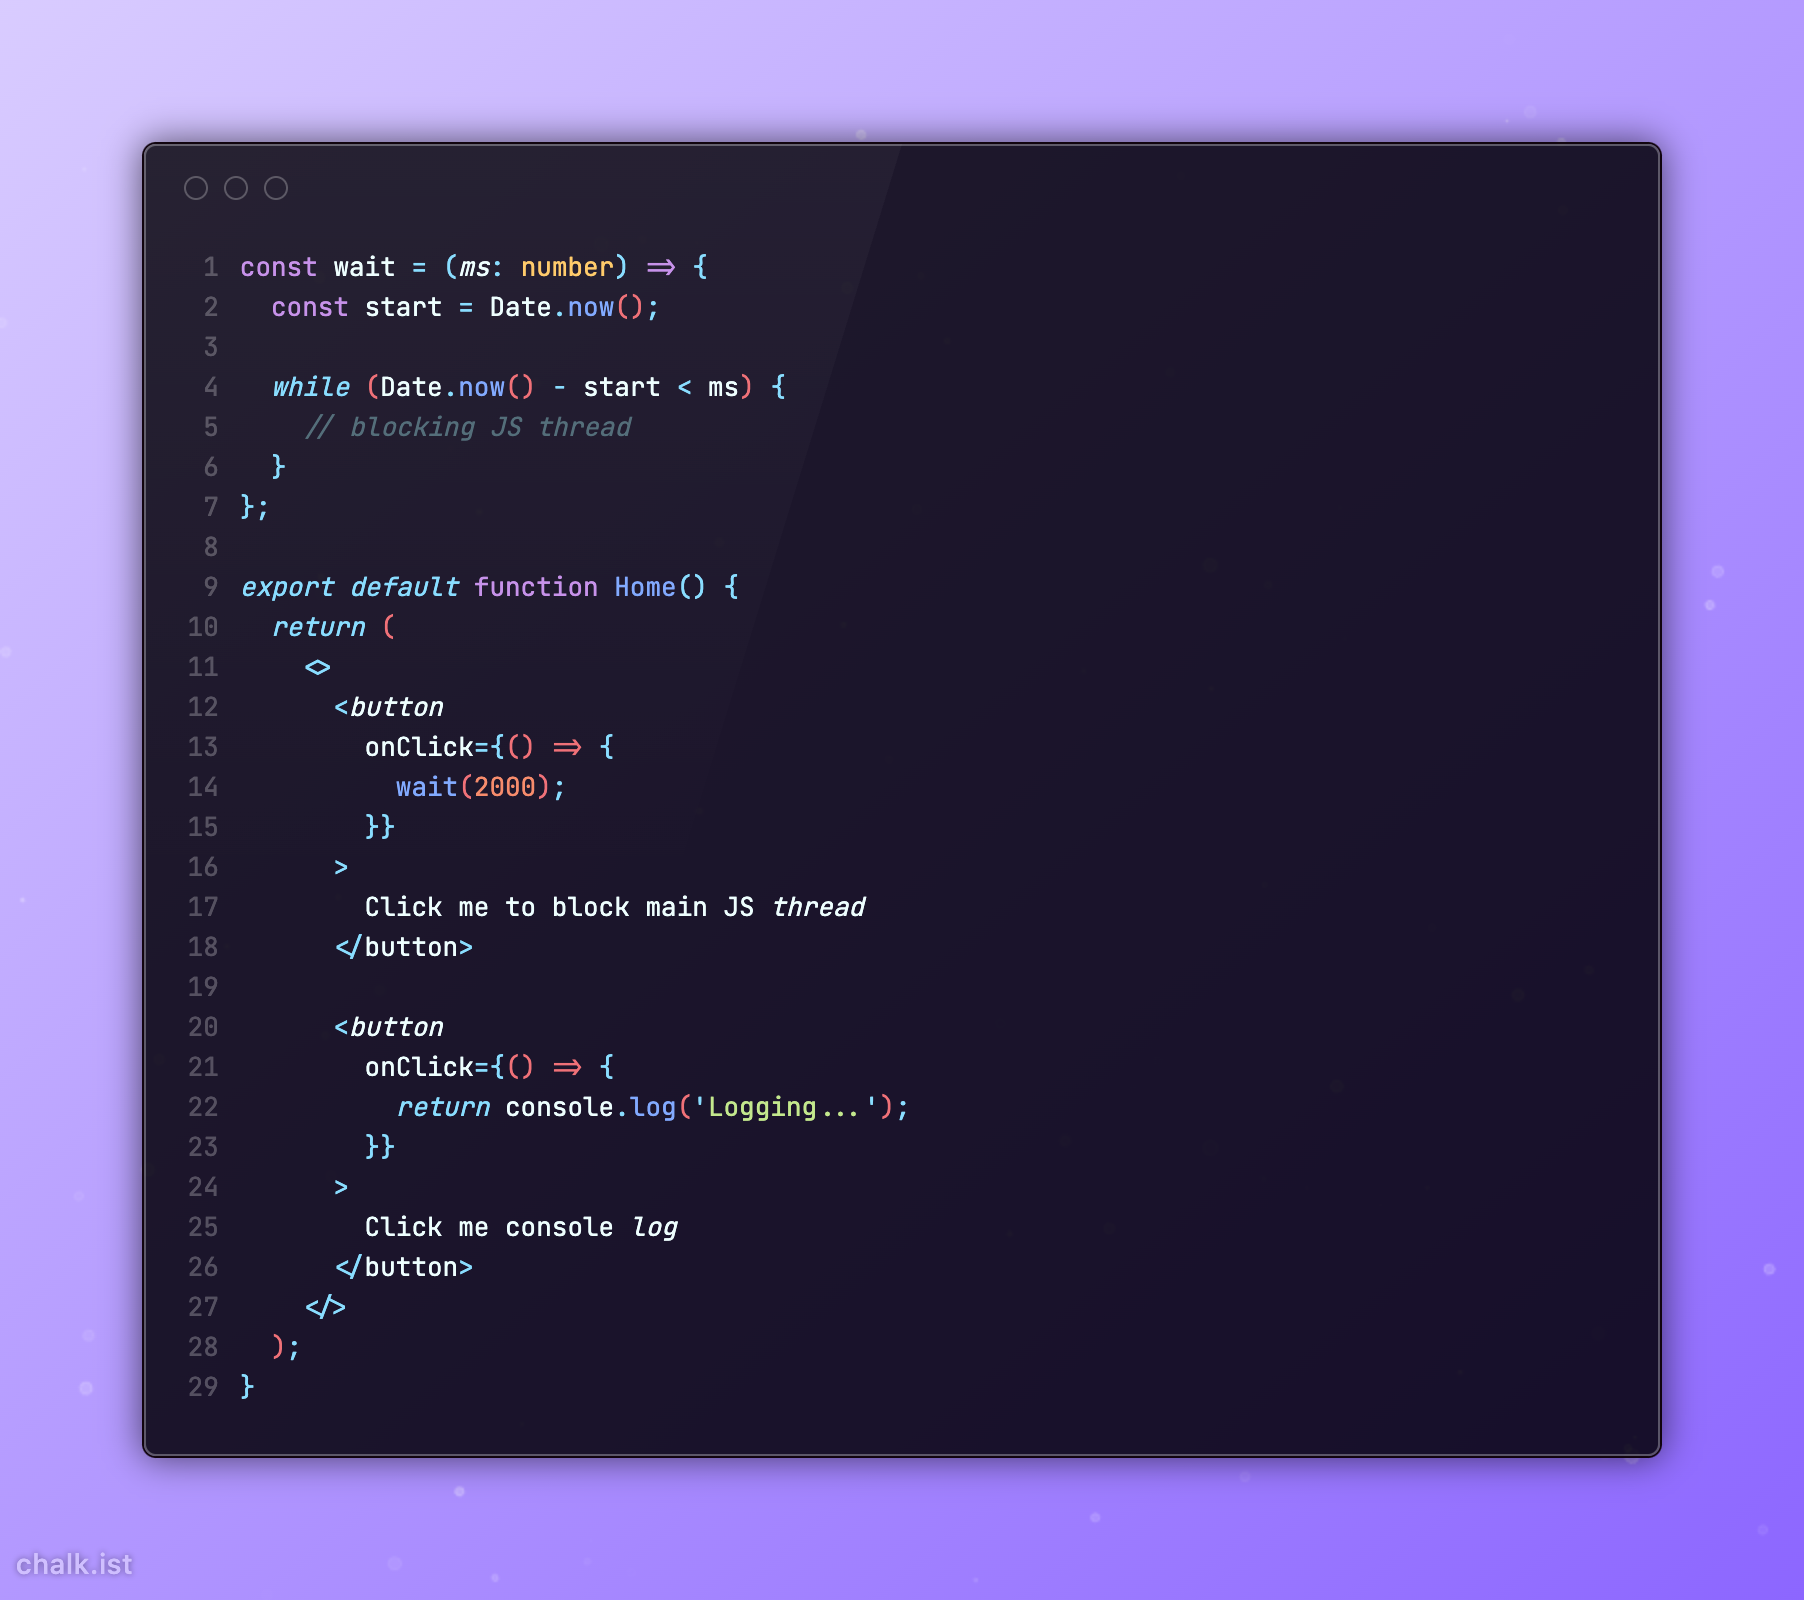 1 const wait = (ms: number) => {
2   const start = Date.now();
3
4   while (Date.now() - start < ms) {
5     // blocking JS thread
6   }
7 };
8
9 export default function Home() {
10   return (
11     <>
12       <button
13         onClick={() => {
14           wait(2000);
15         }}
16       >
17         Click me to block main JS thread
18       </button>
19
20       <button
21         onClick={() => {
22           return console.log('Logging...');
23         }}
24       >
25         Click me console log
26       </button>
27     </>
28   );
29 }
chalk.ist